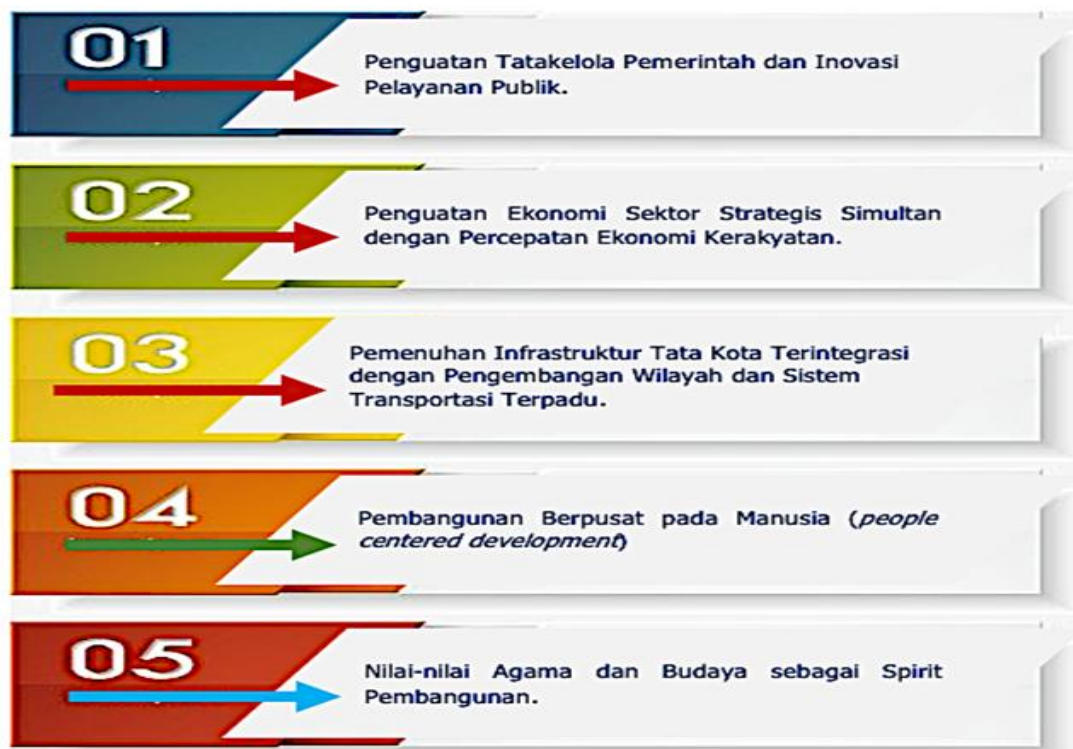 01
Penguatan Tatakelola Pemerintah dan Inovasi
Pelayanan Publik.
02
Penguatan Ekonomi Sektor Strategis Simultan
dengan Percepatan Ekonomi Kerakyatan.
03
Pemenuhan Infrastruktur Tata Kota Terintegrasi
dengan Pengembangan Wilayah dan Sistem
Transportasi Terpadu.
04
Pembangunan Berpusat pada Manusia (people
centered development)
05
Nilai-nilai Agama dan Budaya sebagai Spirit
Pembangunan.